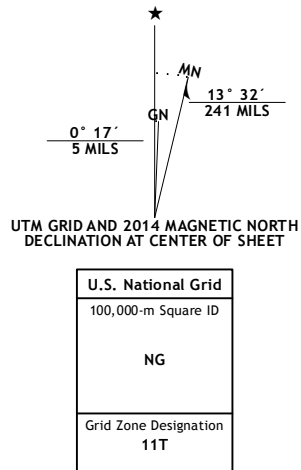 ★
MN
GN
13° 32´
241 MILS
0° 17´
5 MILS
UTM GRID AND 2014 MAGNETIC NORTH
DECLINATION AT CENTER OF SHEET
U.S. National Grid
100,000-m Square ID
NG
Grid Zone Designation
11T